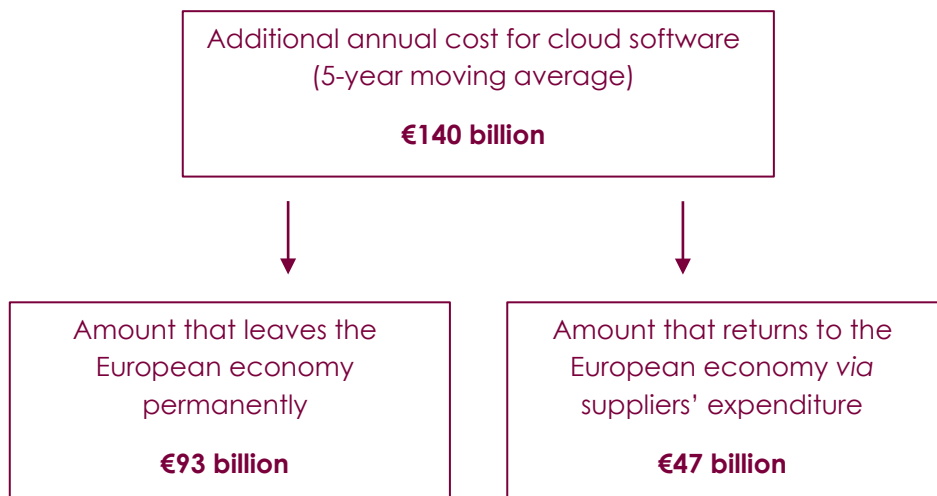 Additional annual cost for cloud software
(5-year moving average)
€140 billion
Amount that leaves the
European economy
permanently
€93 billion
Amount that returns to the
European economy via
suppliers’ expenditure
€47 billion